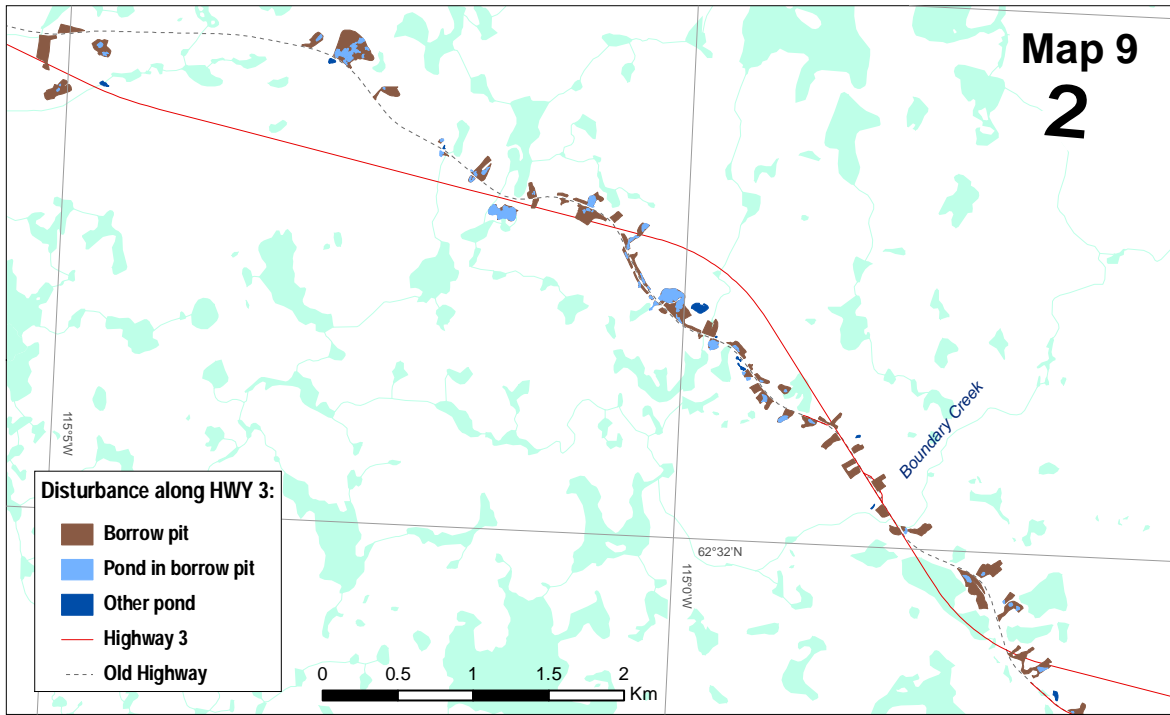 Map 9
2
115°5'W
Boundary Creek
62°32'N
115°0'W
Disturbance along HWY 3:
Borrow pit
Pond in borrow pit
Other pond
Highway 3
Old Highway
0 0.5 1 1.5 2
Km